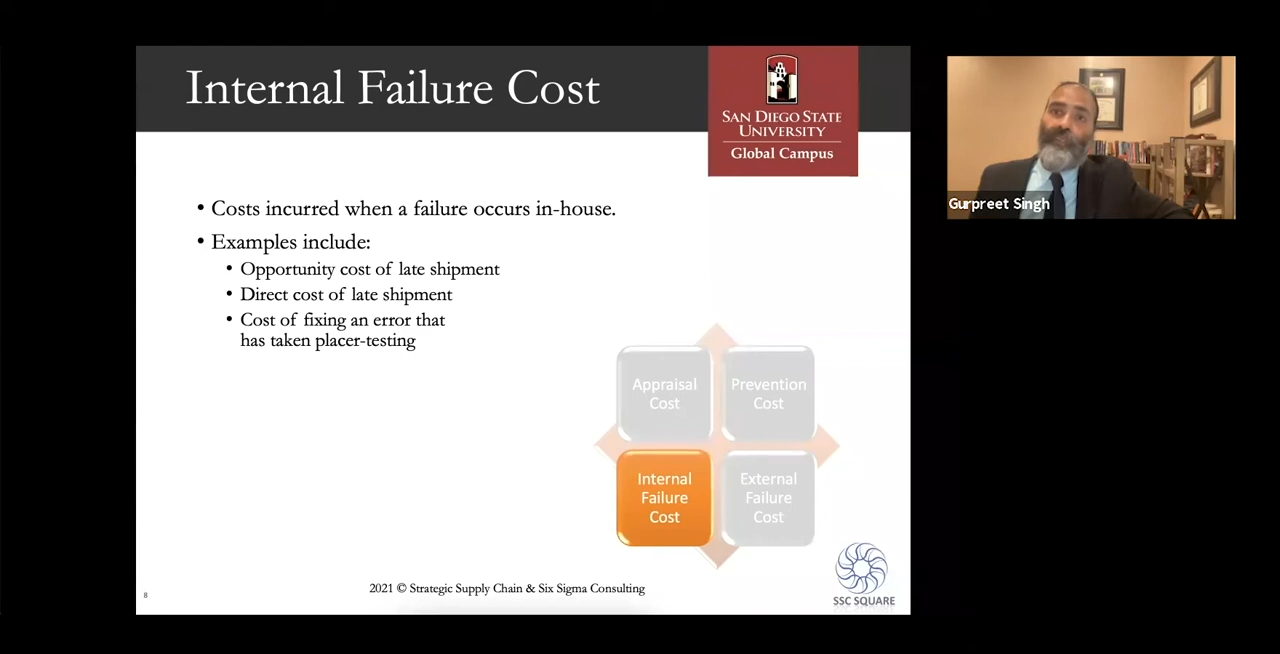 Internal Failure Cost
SAN DIEGO STATE
UNIVERSITY
Global Campus
Gurpreet Singh
• Costs incurred when a failure occurs in-house.
• Examples include:
• Opportunity cost of late shipment
• Direct cost of late shipment
• Cost of fixing an error that
has taken placer-testing
Appraisal
Cost
Prevention
Cost
Internal
Failure
Cost
External
Failure
Cost
8
2021 © Strategic Supply Chain & Six Sigma Consulting
SSC SQUARE